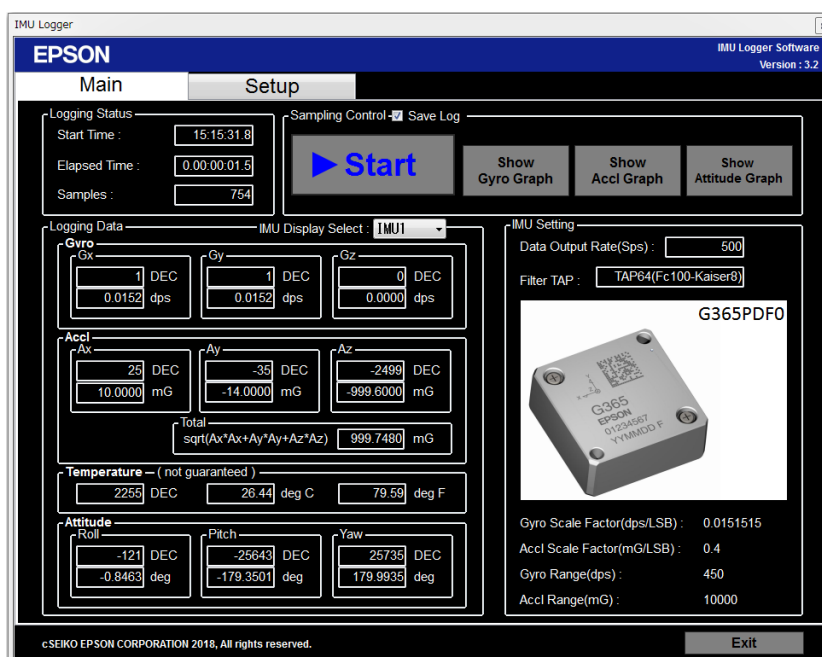 IMU Logger
EPSON
IMU Logger Software
Version : 3.2
Main
Setup
Logging Status
Start Time : 15:15:31.8
Elapsed Time : 0.00:00:01.5
Samples : 754
Sampling Control Save Log
Start
Show
Gyro Graph
Show
Accl Graph
Show
Attitude Graph
Logging Data
IMU Display Select : IMU1
Gyro
Gx
1 DEC
0.0152 dps
Gy
1 DEC
0.0152 dps
Gz
0 DEC
0.0000 dps
Accl
Ax
25 DEC
10.0000 mG
Ay
-35 DEC
-14.0000 mG
Az
-2499 DEC
-999.6000 mG
Total
sqrt(Ax*Ax+Ay*Ay+Az*Az) 999.7480 mG
Temperature – ( not guaranteed )
2255 DEC 26.44 deg C 79.59 deg F
Attitude
Roll
-121 DEC
-0.8463 deg
Pitch
-25643 DEC
-179.3501 deg
Yaw
25735 DEC
179.9935 deg
IMU Setting
Data Output Rate(Sps) : 500
Filter TAP : TAP64(Fc100-Kaiser8)
G365PDF0
G365
EPSON
01234567
YYMMDD F
Gyro Scale Factor(dps/LSB) : 0.0151515
Accl Scale Factor(mG/LSB) : 0.4
Gyro Range(dps) : 450
Accl Range(mG) : 10000
cSEIKO EPSON CORPORATION 2018, All rights reserved.
Exit